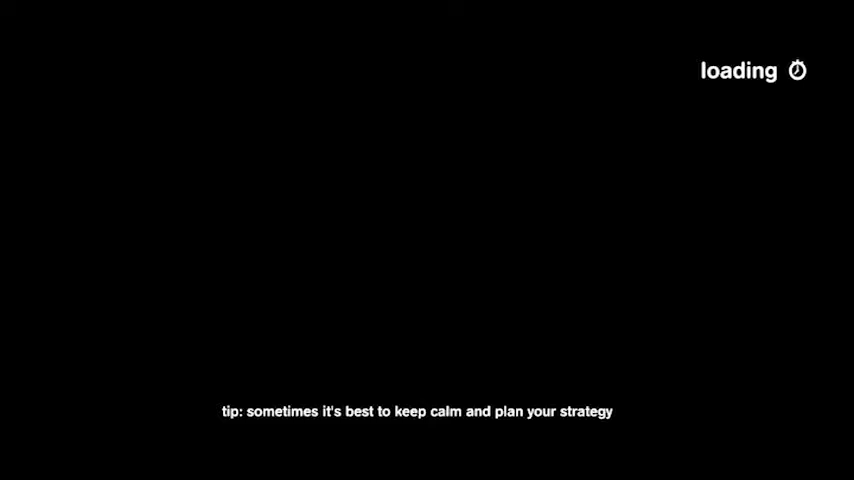 loading
tip: sometimes it's best to keep calm and plan your strategy